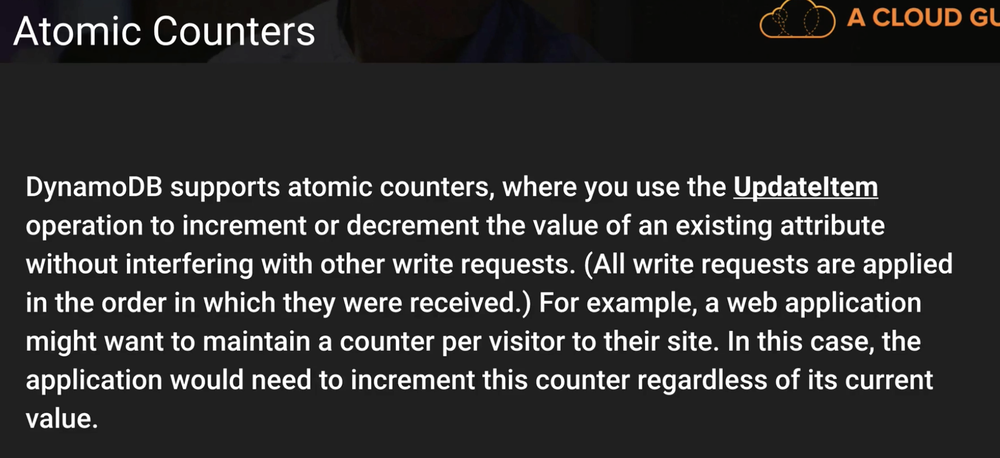 Atomic Counters
A CLOUD GU
DynamoDB supports atomic counters, where you use the UpdateItem
operation to increment or decrement the value of an existing attribute
without interfering with other write requests. (All write requests are applied
in the order in which they were received.) For example, a web application
might want to maintain a counter per visitor to their site. In this case, the
application would need to increment this counter regardless of its current
value.